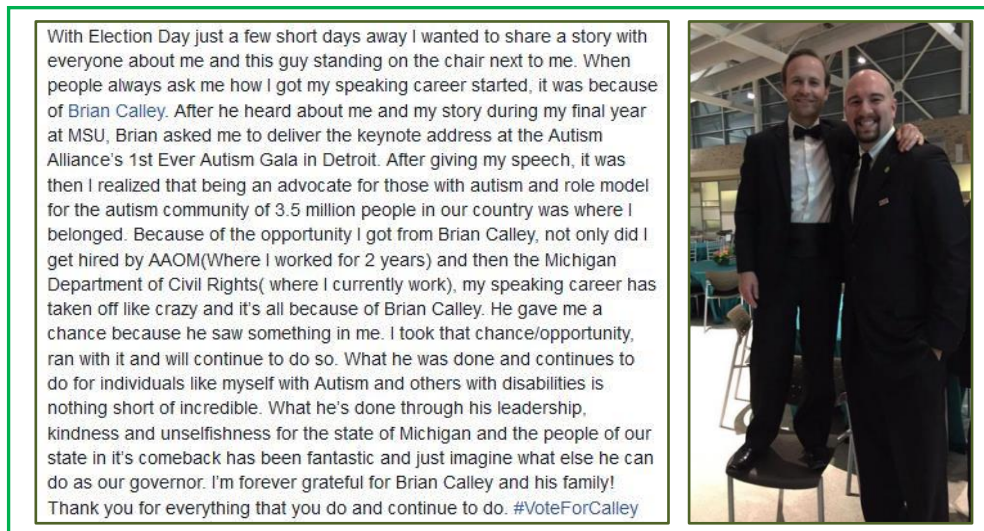 With Election Day just a few short days away I wanted to share a story with
everyone about me and this guy standing on the chair next to me. When
people always ask me how I got my speaking career started, it was because
of Brian Calley. After he heard about me and my story during my final year
at MSU, Brian asked me to deliver the keynote address at the Autism
Alliance's 1st Ever Autism Gala in Detroit. After giving my speech, it was
then I realized that being an advocate for those with autism and role model
for the autism community of 3.5 million people in our country was where I
belonged. Because of the opportunity I got from Brian Calley, not only did I
get hired by AAOM(Where I worked for 2 years) and then the Michigan
Department of Civil Rights( where I currently work), my speaking career has
taken off like crazy and it's all because of Brian Calley. He gave me a
chance because he saw something in me. I took that chance/opportunity,
ran with it and will continue to do so. What he was done and continues to
do for individuals like myself with Autism and others with disabilities is
nothing short of incredible. What he's done through his leadership,
kindness and unselfishness for the state of Michigan and the people of our
state in it's comeback has been fantastic and just imagine what else he can
do as our governor. I'm forever grateful for Brian Calley and his family!
Thank you for everything that you do and continue to do. #VoteForCalley